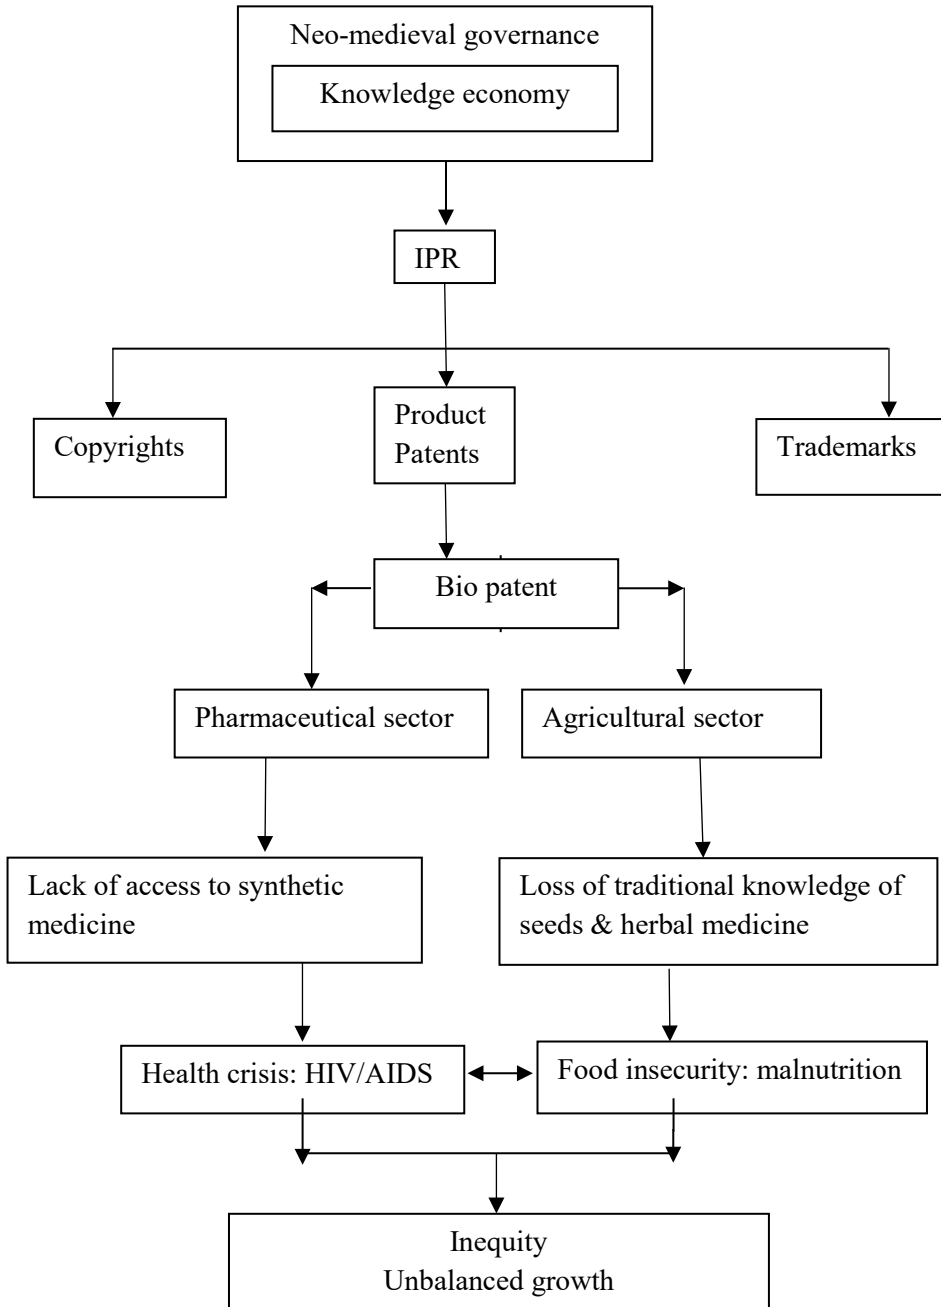 Neo-medieval governance
Knowledge economy
IPR
Copyrights
Product
Patents
Trademarks
Bio patent
Pharmaceutical sector
Agricultural sector
Lack of access to synthetic
medicine
Loss of traditional knowledge of
seeds & herbal medicine
Health crisis: HIV/AIDS
Food insecurity: malnutrition
Inequity
Unbalanced growth